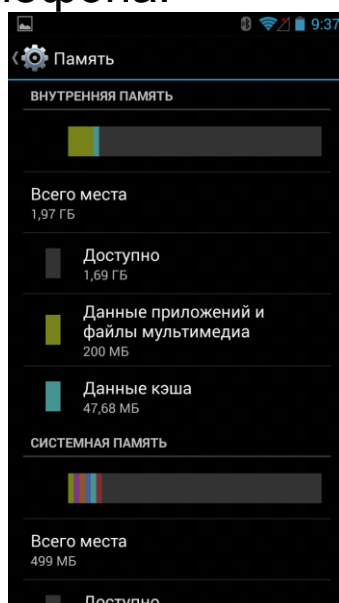 9:37
Память
ВНУТРЕННЯЯ ПАМЯТЬ
Всего места
1,97 ГБ
Доступно
1,69 ГБ
Данные приложений и
файлы мультимедиа
200 МБ
Данные кэша
47,68 МБ
СИСТЕМНАЯ ПАМЯТЬ
Всего места
499 МБ
Доступно